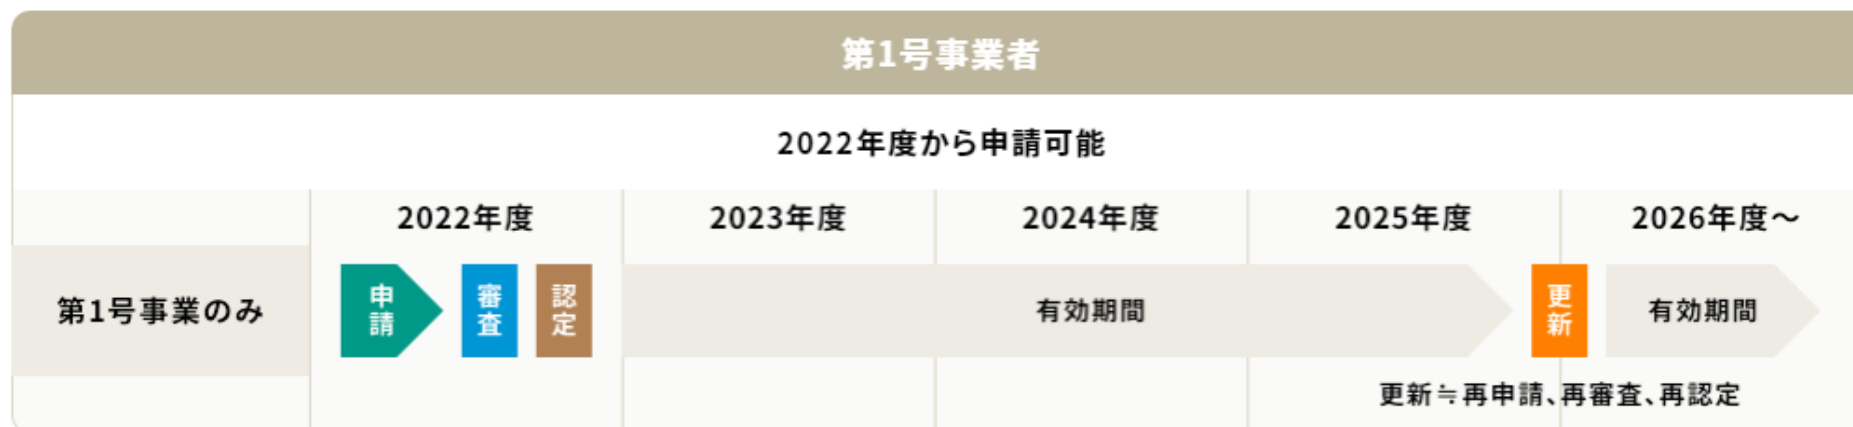 第1号事業者
2022年度から申請可能
2022年度 2023年度 2024年度 2025年度 2026年度～
第1号事業のみ 申請 審査 認定 有効期間 更新 有効期間
更新≒再申請、再審査、再認定